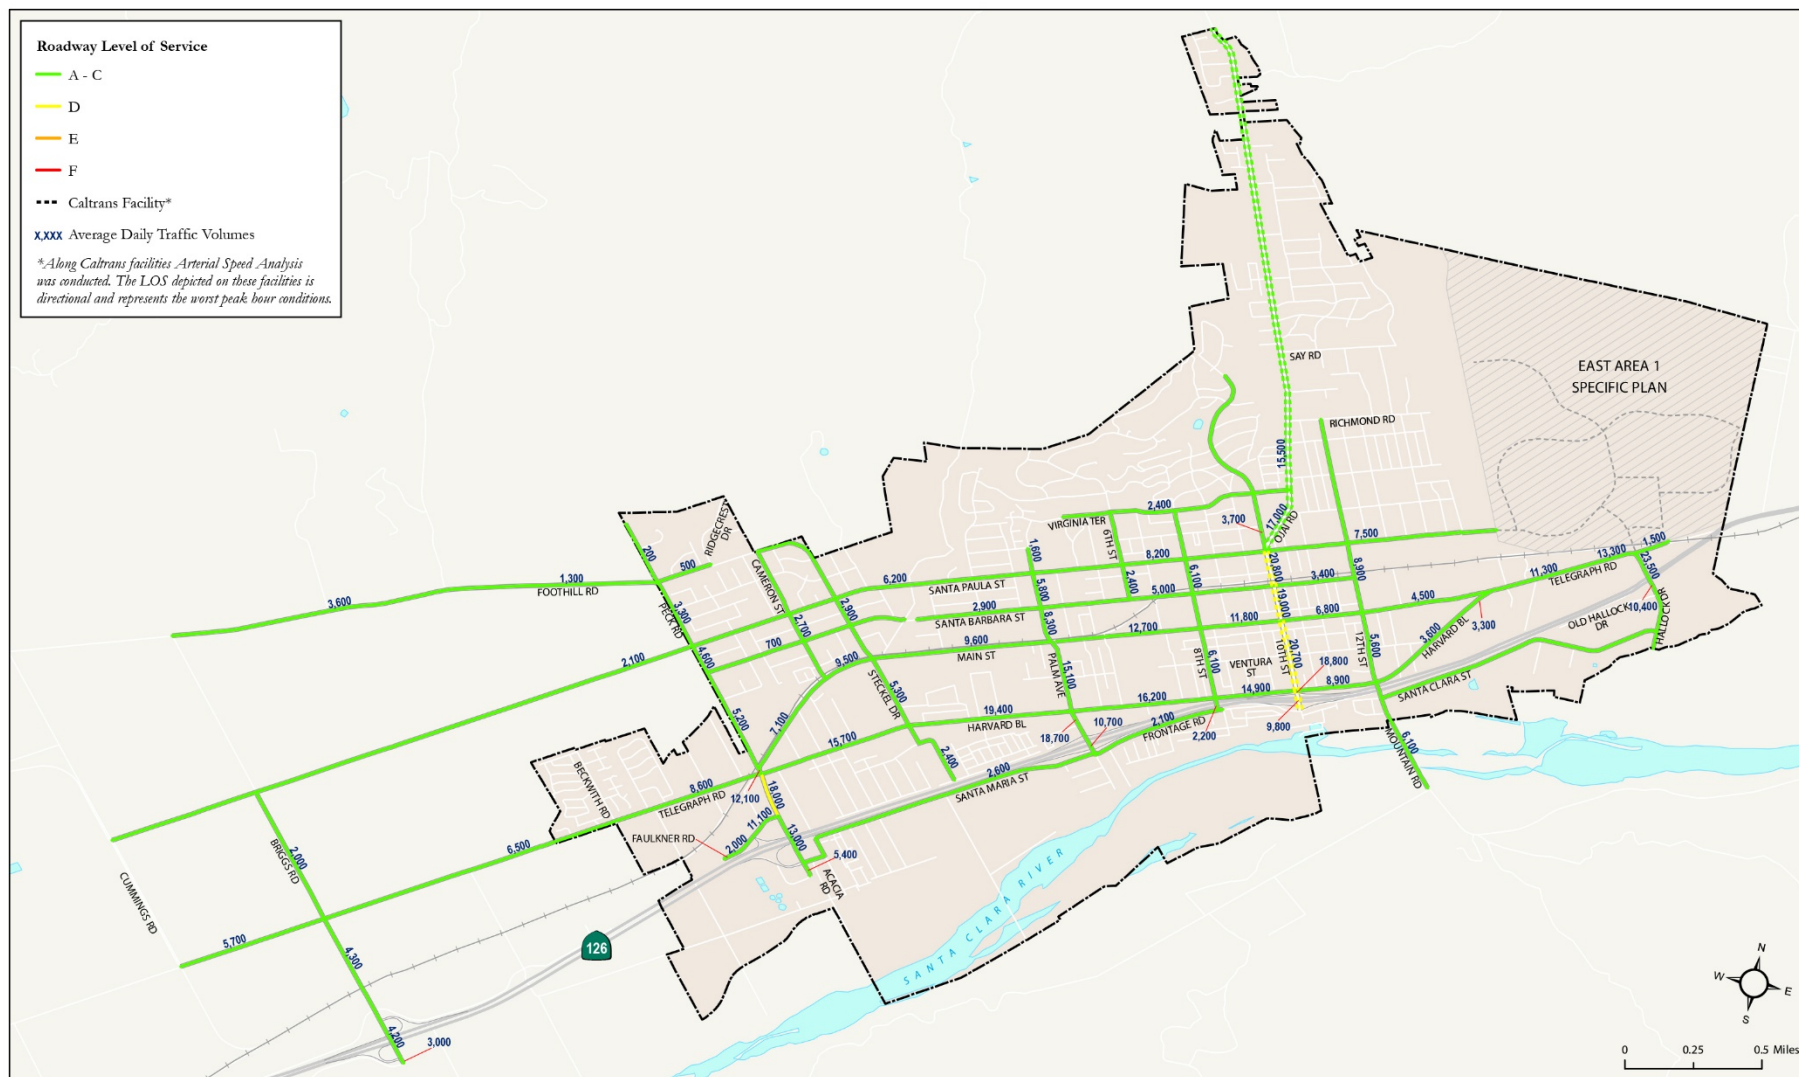 Roadway Level of Service
A - C
D
E
F
Caltrans Facility*
X,XXX Average Daily Traffic Volumes
*Along Caltrans facilities Arterial Speed Analysis
was conducted. The LOS depicted on these facilities is
directional and represents the worst peak hour conditions.
SAY RD
EAST AREA 1
SPECIFIC PLAN
RICHMOND RD
15,500
2,400
VIRGINIA TER
3,700
17,000
OJAI RD
7,500
6TH ST
RIDGECREST
DR
200
500
1,300
FOOTHILL RD
3,600
CAMERON ST
1,600
8,200
6,200
SANTA PAULA ST
20,800
3,400
8,900
13,300
1,500
11,300
TELEGRAPH RD
23,500
5,800
2,400
6,100
5,000
19,000
4,500
10,400
HALLOCK DR
OLD HALLOCK
DR
3,300
PECK RD
2,900
2,700
2,900
SANTA BARBARA ST
8,300
12,700
11,800
6,800
3,600
HARVARD BL
3,300
700
9,600
MAIN ST
9,500
4,600
2,100
PALM AVE
15,100
8TH ST
6,100
VENTURA
ST
10TH ST
20,700
18,800
12TH ST
5,600
8,900
14,900
SANTA CLARA ST
STECKEL DR
5,300
5,200
7,100
16,200
19,400
HARVARD BL
18,700
10,700
2,100
FRONTAGE RD
2,200
9,800
6,100
MOUNTAIN RD
15,700
2,400
2,600
SANTA MARIA ST
BECKWITH RD
8,600
TELEGRAPH RD
12,100
18,000
11,100
13,000
FAULKNER RD
2,000
5,400
ACACIA
RD
6,500
BRIGGS RD
2,000
CUMMINGS RD
5,700
4,300
126
SANTA CLARA RIVER
4,200
3,000
N
W
E
S
0 0.25 0.5 Miles